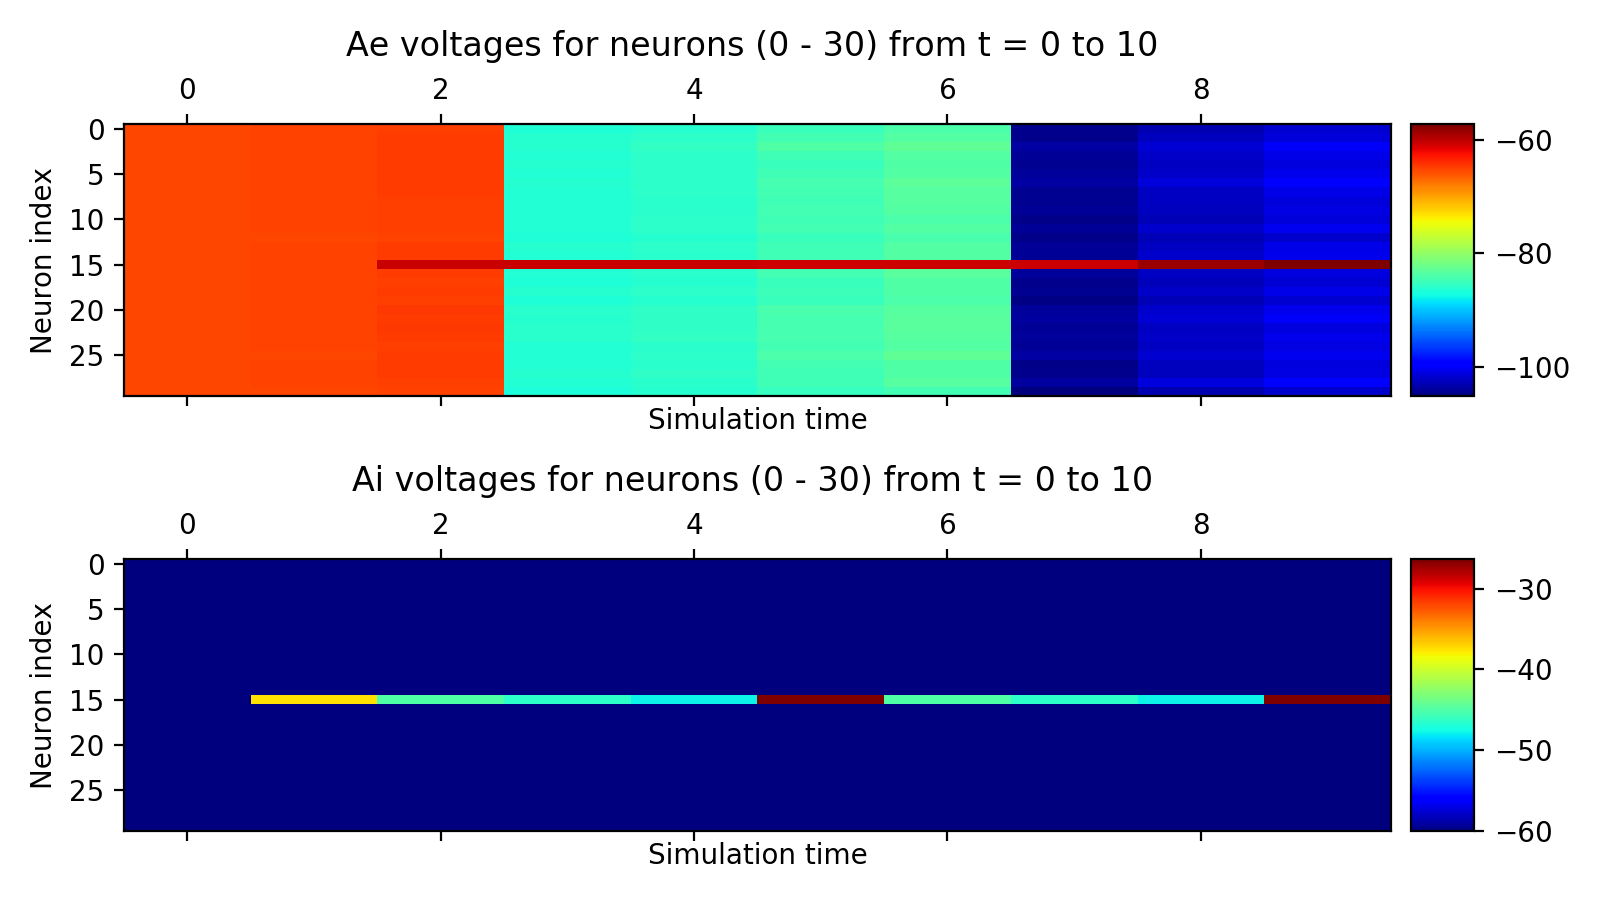 Ae voltages for neurons (0 - 30) from t = 0 to 10
0 2 4 6 8
Neuron index
0
5
10
15
20
25
−60
−80
−100
Simulation time
Ai voltages for neurons (0 - 30) from t = 0 to 10
0 2 4 6 8
Neuron index
0
5
10
15
20
25
−30
−40
−50
−60
Simulation time